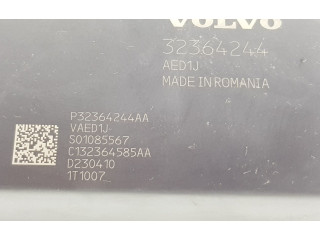 VOLVO
32364244
AED1J
MADE IN ROMANIA
P32364244AA
VAED1J
S01085567
C132364585AA
D230410
1T1007